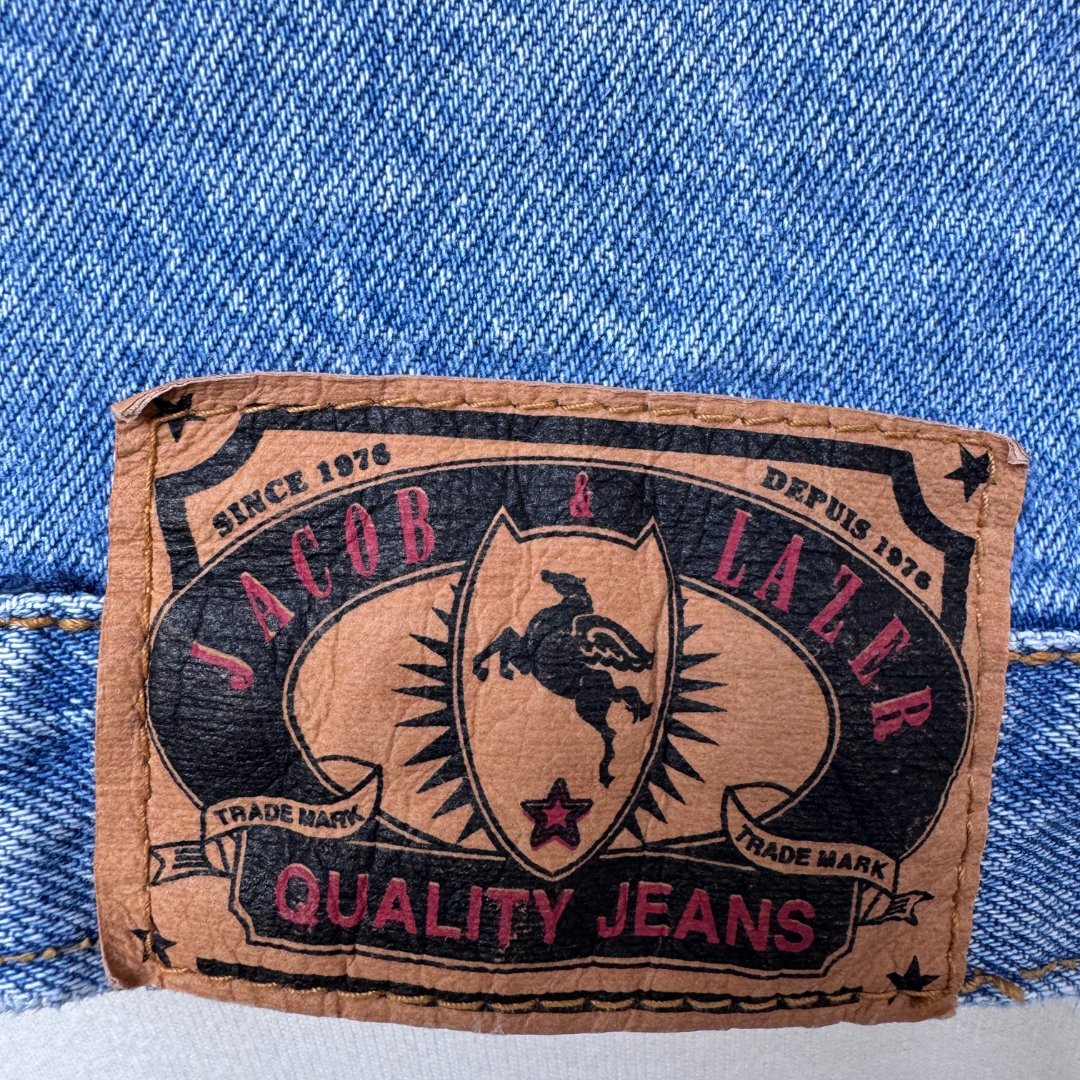 SINCE 1976
DEPUIS 1976
JACOB & LAZER
TRADE MARK
TRADE MARK
QUALITY JEANS